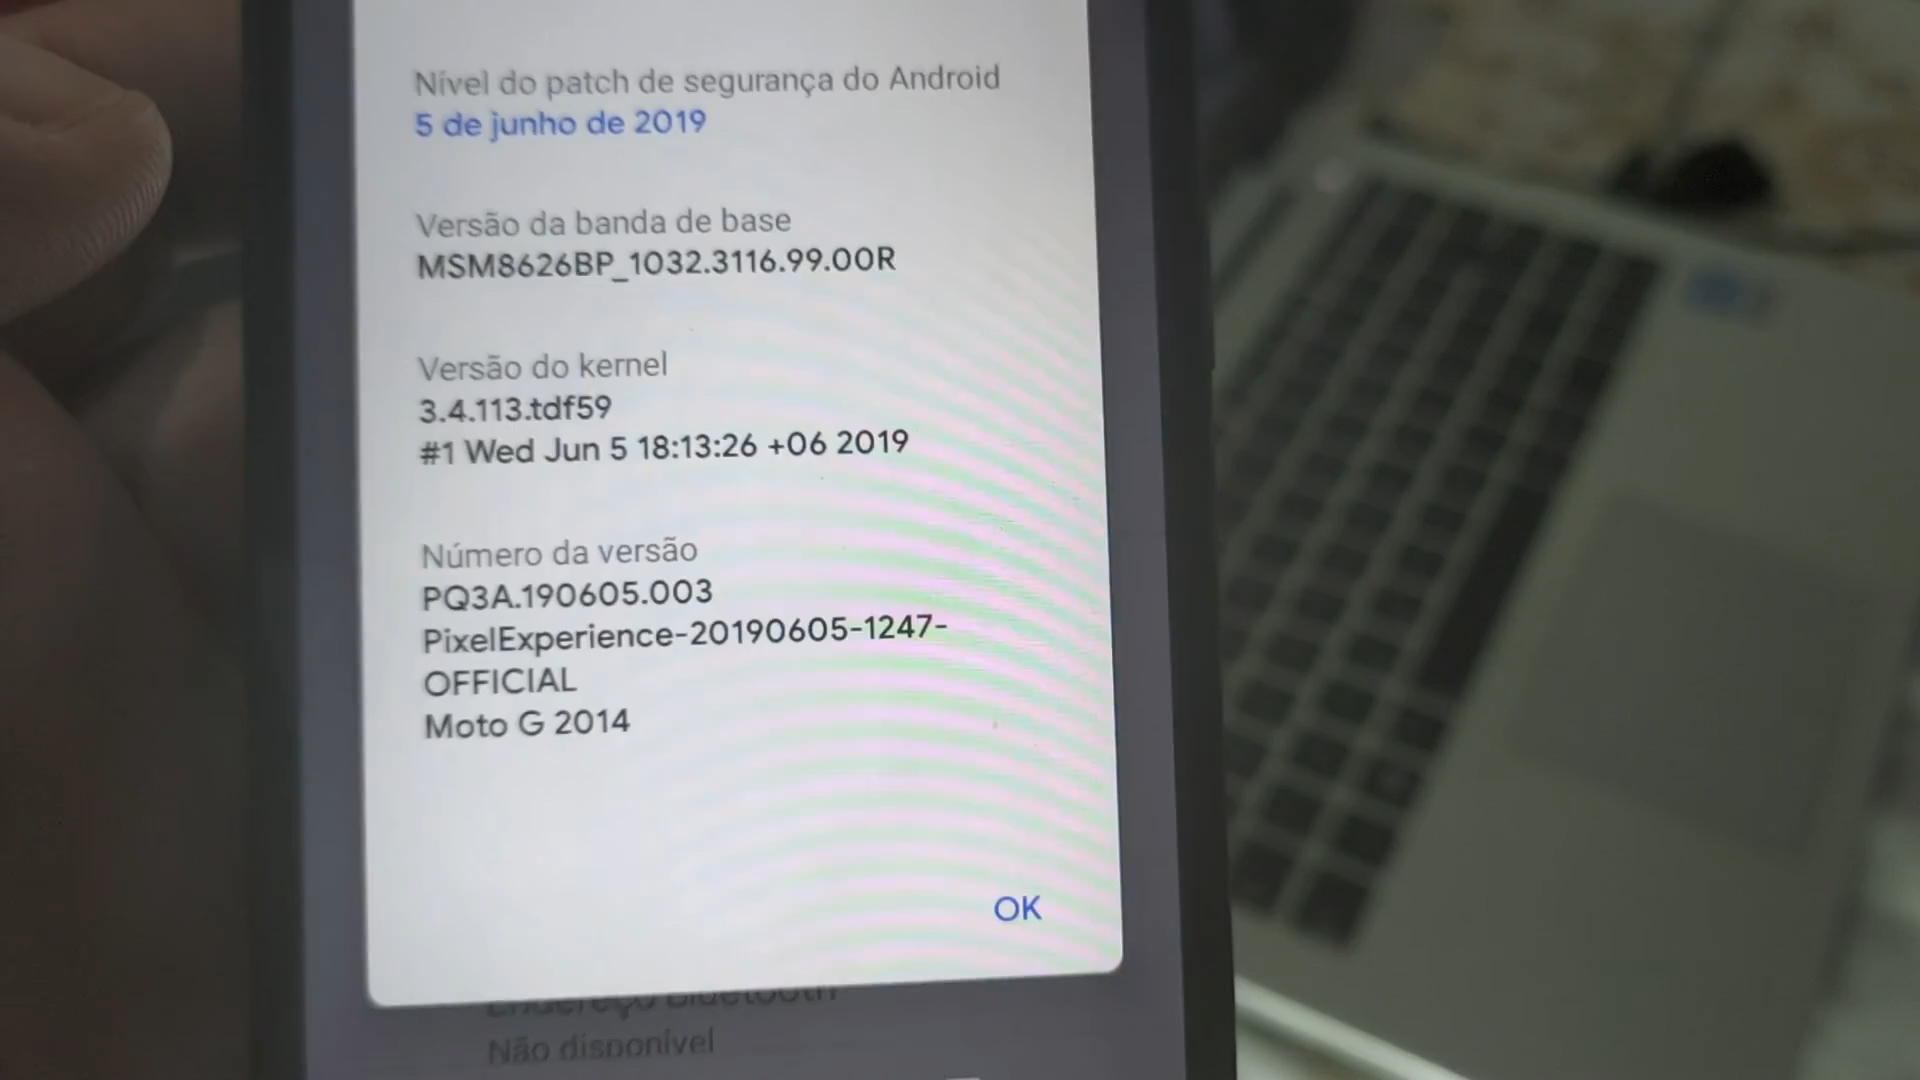 Nível do patch de segurança do Android
5 de junho de 2019
Versão da banda de base
MSM8626BP_1032.3116.99.00R
Versão do kernel
3.4.113.tdf59
#1 Wed Jun 5 18:13:26 +06 2019
Número da versão
PQ3A.190605.003
PixelExperience-20190605-1247-
OFFICIAL
Moto G 2014
OK
Endereço Bluetooth
Não disponível